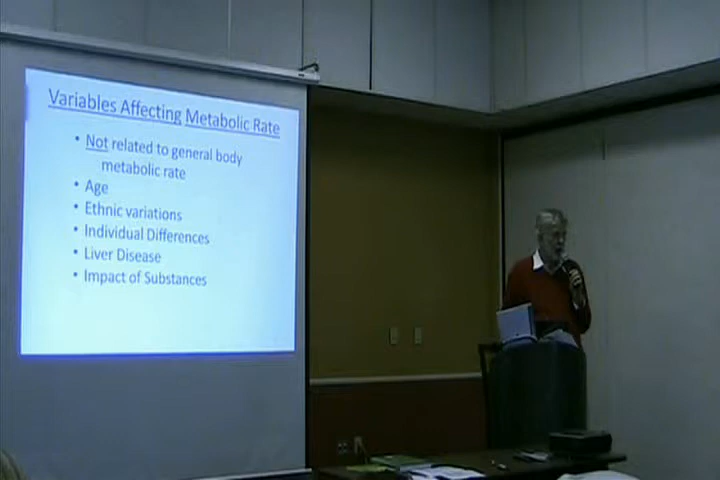 Variables Affecting Metabolic Rate
• Not related to general body
metabolic rate
• Age
• Ethnic variations
• Individual Differences
• Liver Disease
• Impact of Substances